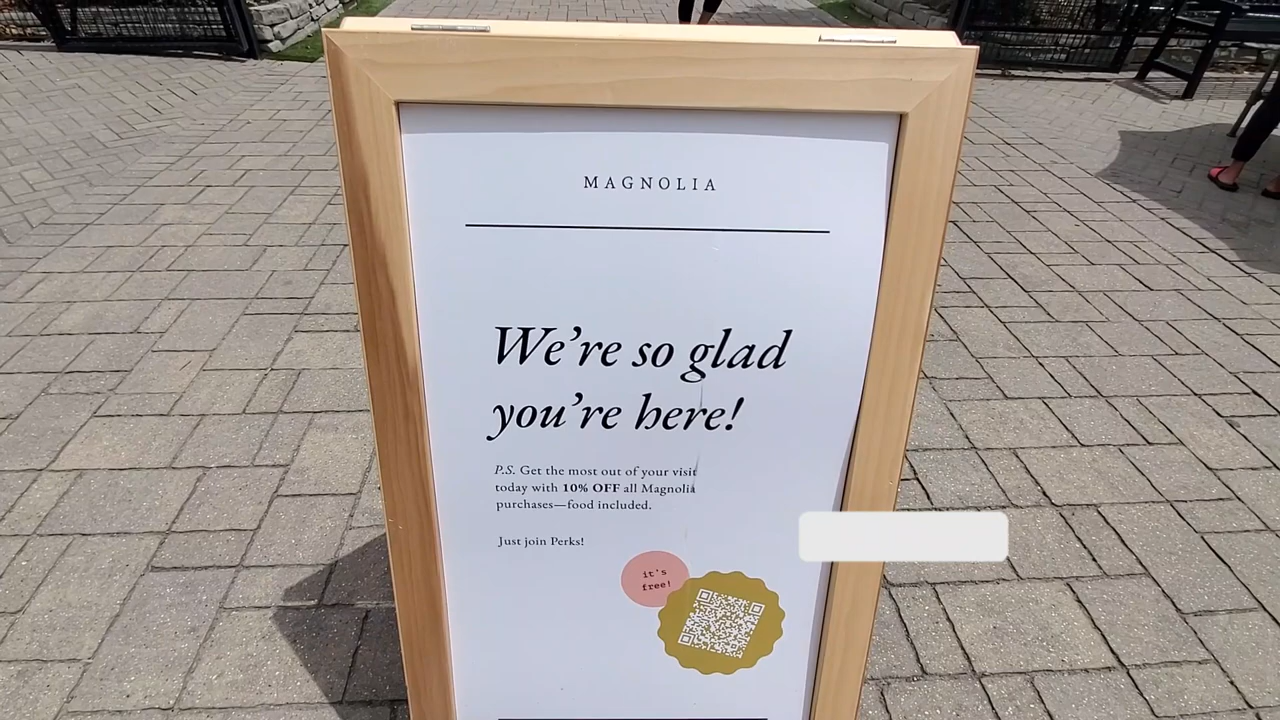 MAGNOLIA
We're so glad
you're here!
P.S. Get the most out of your visit
today with 10% OFF all Magnolia
purchases—food included.
Just join Perks!
it's
free!